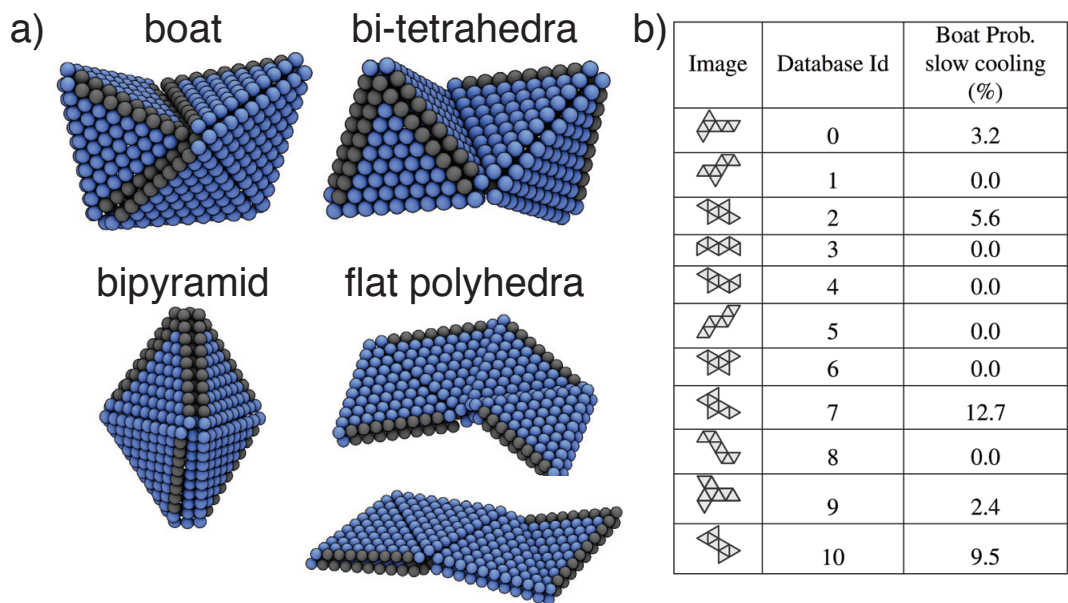 a)
boat
bi-tetrahedra
bipyramid
flat polyhedra
b)
Image Database Id Boat Prob.
slow cooling
(%)
0 3.2
1 0.0
2 5.6
3 0.0
4 0.0
5 0.0
6 0.0
7 12.7
8 0.0
9 2.4
10 9.5